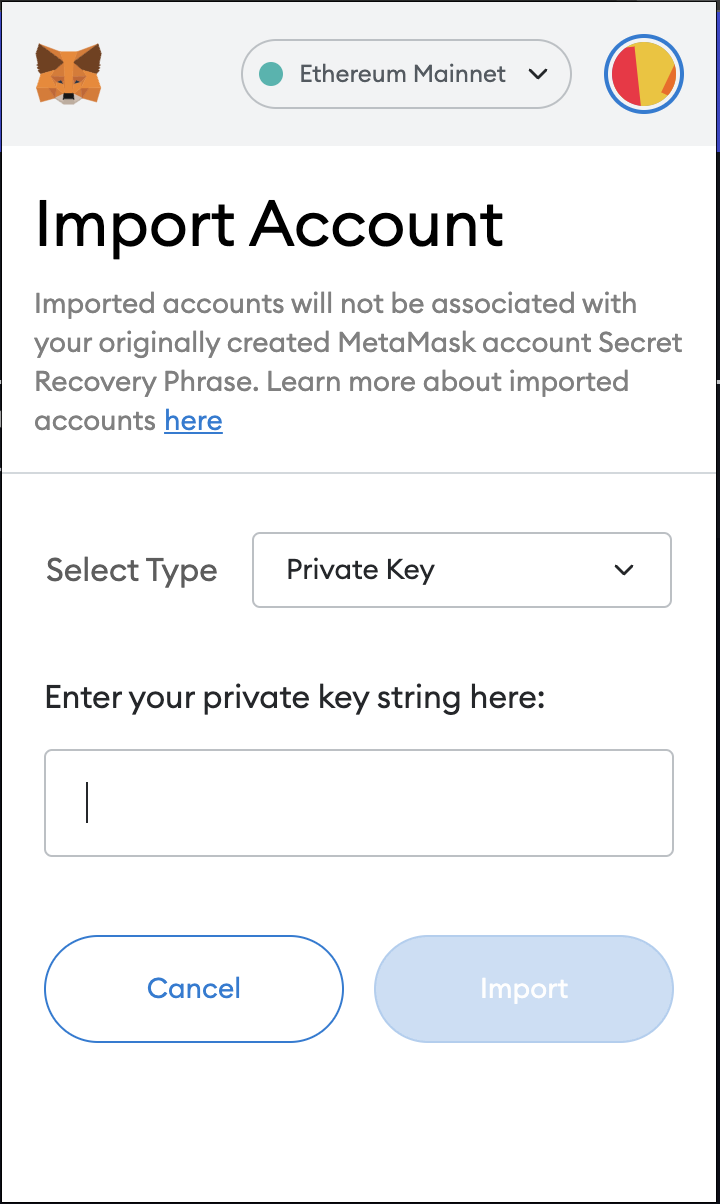 Ethereum Mainnet
Import Account
Imported accounts will not be associated with
your originally created MetaMask account Secret
Recovery Phrase. Learn more about imported
accounts here
Select Type
Private Key
Enter your private key string here:
Cancel
Import